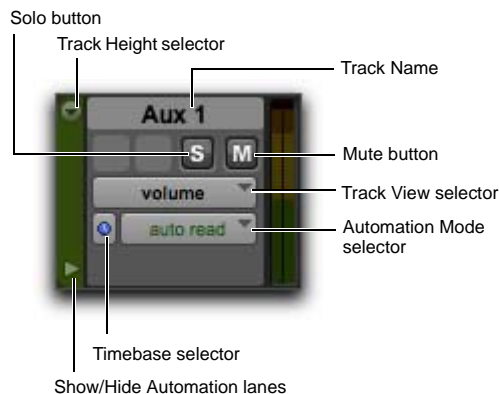 Solo button
Track Height selector
Track Name
Aux 1
S M
Mute button
volume
Track View selector
auto read
Automation Mode
selector
Timebase selector
Show/Hide Automation lanes